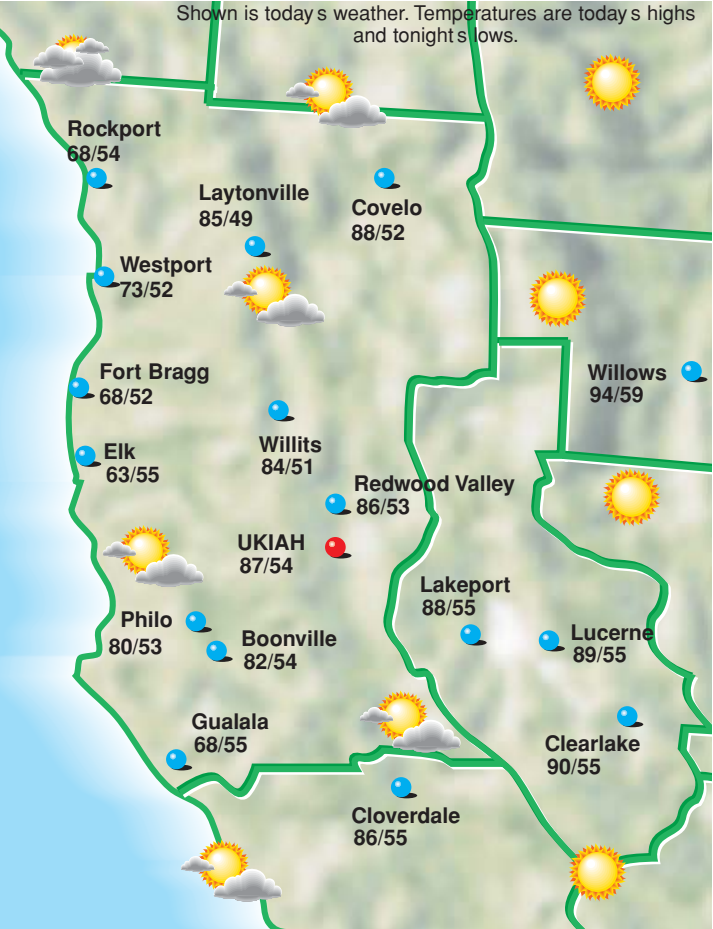 Shown is today s weather. Temperatures are today s highs
and tonight s lows.
Rockport
68/54
Laytonville
85/49
Covelo
88/52
Westport
73/52
Fort Bragg
68/52
Willows
94/59
Willits
84/51
Elk
63/55
Redwood Valley
86/53
UKIAH
87/54
Lakeport
88/55
Philo
80/53
Boonville
82/54
Lucerne
89/55
Gualala
68/55
Clearlake
90/55
Cloverdale
86/55